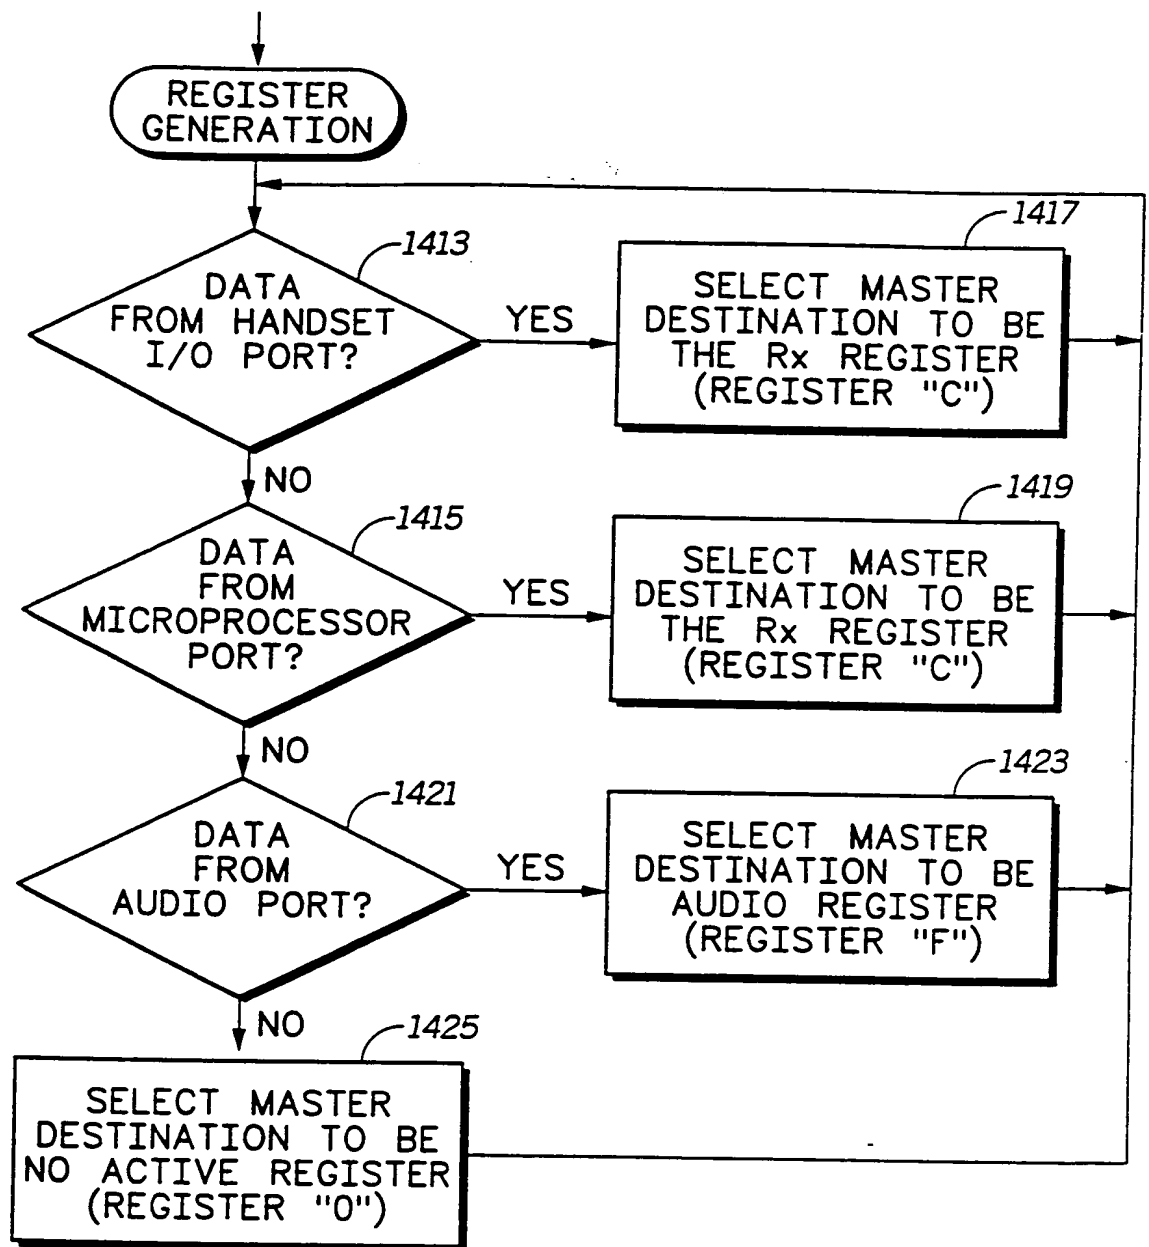 REGISTER
GENERATION
1413
DATA
FROM HANDSET
I/O PORT?
YES
1417
SELECT MASTER
DESTINATION TO BE
THE Rx REGISTER
(REGISTER "C")
NO
1415
DATA
FROM
MICROPROCESSOR
PORT?
YES
1419
SELECT MASTER
DESTINATION TO BE
THE Rx REGISTER
(REGISTER "C")
NO
1421
DATA
FROM
AUDIO PORT?
YES
1423
SELECT MASTER
DESTINATION TO BE
AUDIO REGISTER
(REGISTER "F")
NO
1425
SELECT MASTER
DESTINATION TO BE
NO ACTIVE REGISTER
(REGISTER "0")